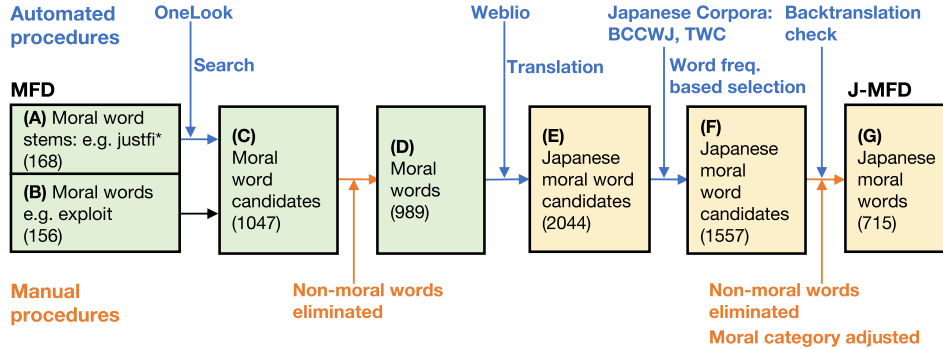 Automated procedures
OneLook
Search
Weblio
Translation
Japanese Corpora:
BCCWJ, TWC
Word freq.
based selection
Backtranslation
check
MFD
J-MFD
(A) Moral word
stems: e.g. justfi*
(168)
(B) Moral words
e.g. exploit
(156)
(C)
Moral
word
candidates
(1047)
(D)
Moral
words
(989)
(E)
Japanese
moral word
candidates
(2044)
(F)
Japanese
moral
word
candidates
(1557)
(G)
Japanese
moral
words
(715)
Manual
procedures
Non-moral words
eliminated
Non-moral words
eliminated
Moral category adjusted